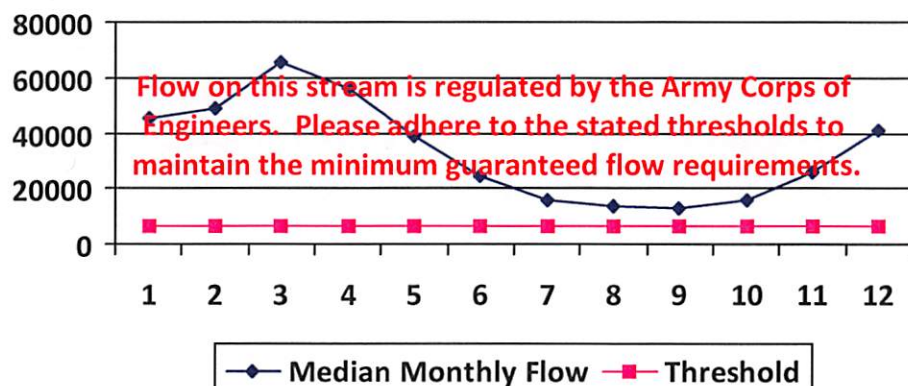 80000
60000
40000
20000
0
Flow on this stream is regulated by the Army Corps of
Engineers. Please adhere to the stated thresholds to
maintain the minimum guaranteed flow requirements.
1 2 3 4 5 6 7 8 9 10 11 12
Median Monthly Flow Threshold